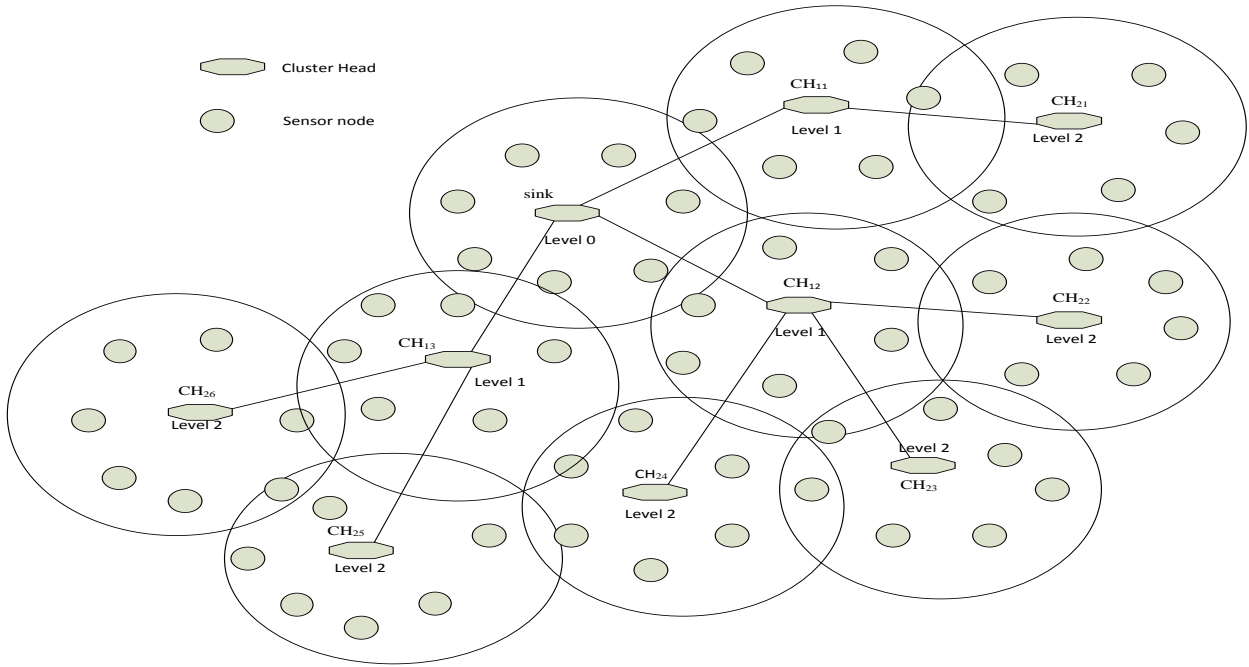 Cluster Head
Sensor node
CH₁₁
Level 1
CH₂₁
Level 2
sink
Level 0
CH₁₂
Level 1
CH₂₂
Level 2
CH₁₃
Level 1
CH₂₆
Level 2
Level 2
CH₂₃
CH₂₄
Level 2
CH₂₅
Level 2